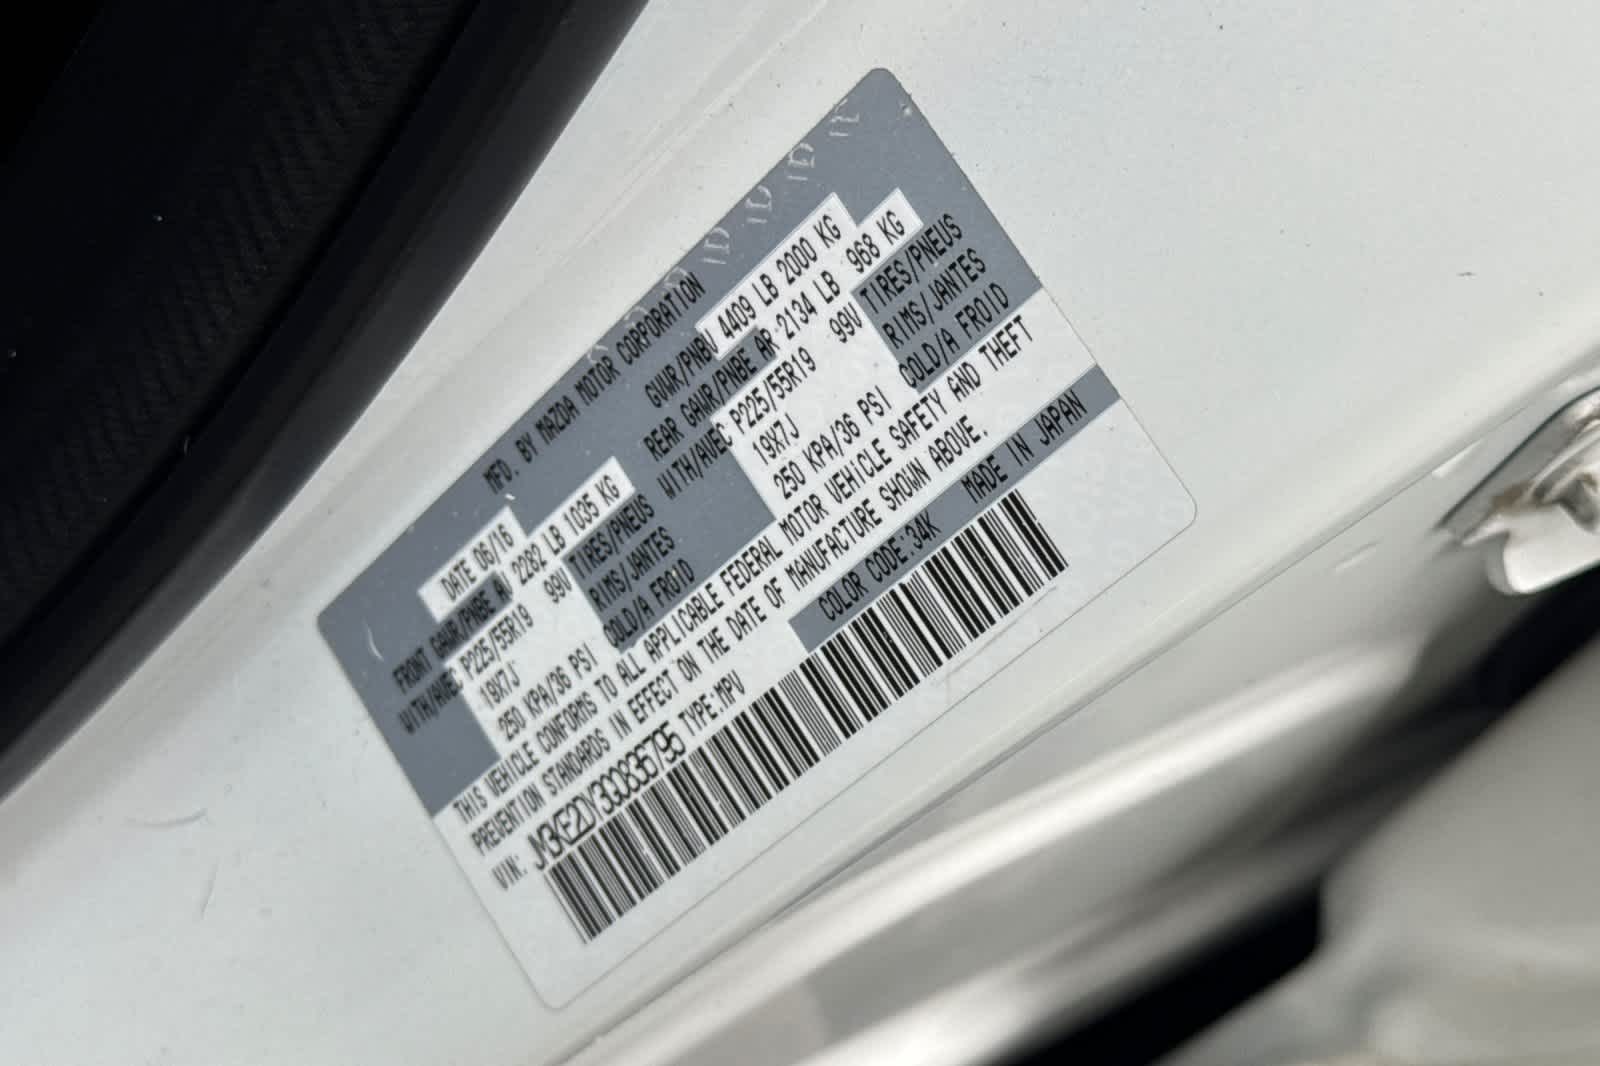 MFD. BY MAZDA MOTOR CORPORATION
DATE 06/16 GVWR/PNBV 4409 LB 2000 KG
FRONT GAWR/PNBE AV 2282 LB 1035 KG REAR GAWR/PNBE AR 2134 LB 968 KG
WITH/AVEC P225/55R19 99V TIRES/PNEUS WITH/AVEC P225/55R19 99V TIRES/PNEUS
19X7J RIMS/JANTES 19X7J RIMS/JANTES
250 KPA/36 PSI COLD/A FROID 250 KPA/36 PSI COLD/A FROID
THIS VEHICLE CONFORMS TO ALL APPLICABLE FEDERAL MOTOR VEHICLE SAFETY AND THEFT
PREVENTION STANDARDS IN EFFECT ON THE DATE OF MANUFACTURE SHOWN ABOVE.
VIN: JM3KE2DY3G0836795 TYPE:MPV COLOR CODE:34K MADE IN JAPAN